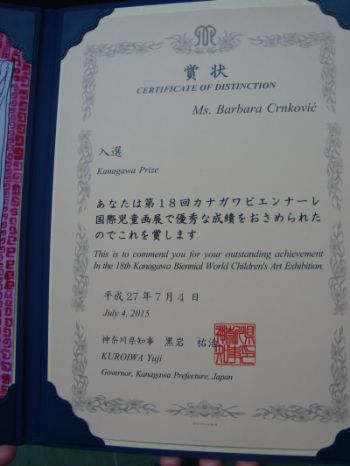 賞状
CERTIFICATE OF DISTINCTION
Ms. Barbara Crnković
入選
Kanagawa Prize
あなたは第18回カナガワビエンナーレ
国際児童画展で優秀な成績をおさめられた
のでこれを賞します
This is to commend you for your outstanding achievement
In the 18th Kanagawa Biennial World Children's Art Exhibition.
平成27年7月4日
July 4, 2015
神奈川県知事 黒岩 祐治
KUROIWA Yuji
Governor, Kanagawa Prefecture, Japan